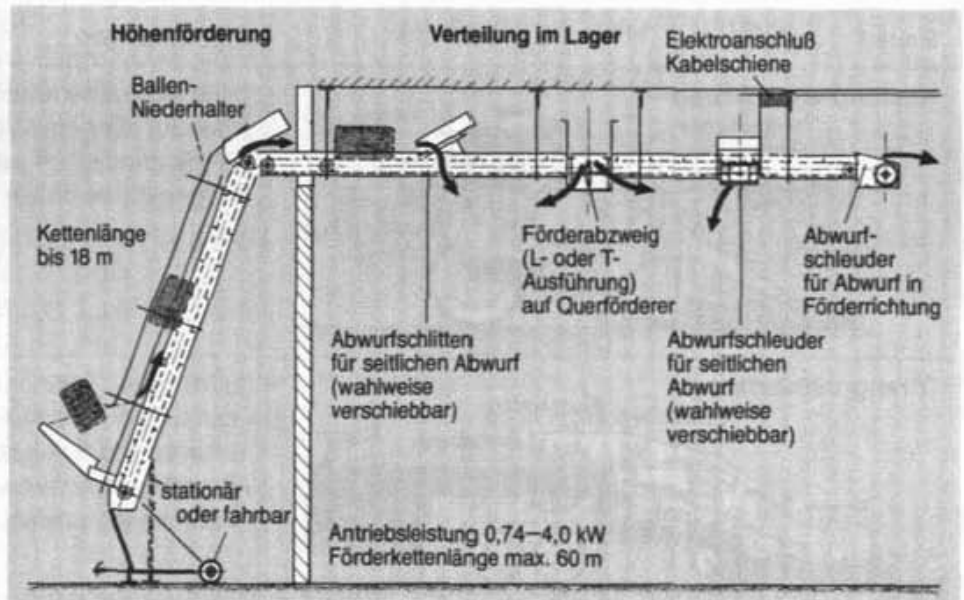 Höhenförderung
Verteilung im Lager
Elektroanschluß
Kabelschiene
Ballen-
Niederhalter
Kettenlänge
bis 18 m
Förderabzweig
(L- oder T-
Ausführung)
auf Querförderer
Abwurf-
schleuder
für Abwurf in
Förderrichtung
Abwurfschlitten
für seitlichen Abwurf
(wahlweise
verschiebbar)
Abwurfschleuder
für seitlichen
Abwurf
(wahlweise
verschiebbar)
stationär
oder fahrbar
Antriebsleistung 0,74–4,0 kW
Förderkettenlänge max. 60 m